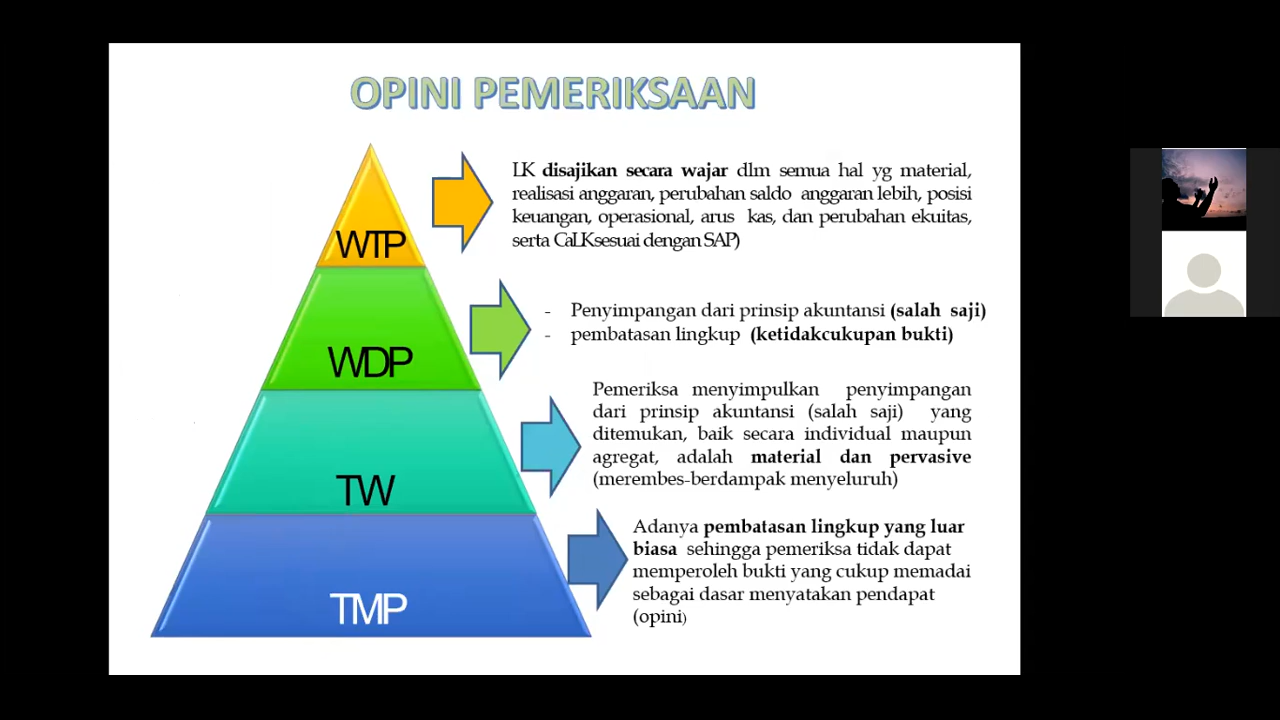 OPINI PEMERIKSAAN
WTP
LK disajikan secara wajar dlm semua hal yg material,
realisasi anggaran, perubahan saldo anggaran lebih, posisi
keuangan, operasional, arus kas, dan perubahan ekuitas,
serta CaLKsesuai dengan SAP)
WDP
- Penyimpangan dari prinsip akuntansi (salah saji)
- pembatasan lingkup (ketidakcukupan bukti)
TW
Pemeriksa menyimpulkan penyimpangan
dari prinsip akuntansi (salah saji) yang
ditemukan, baik secara individual maupun
agregat, adalah material dan pervasive
(merembes-berdampak menyeluruh)
TMP
Adanya pembatasan lingkup yang luar
biasa sehingga pemeriksa tidak dapat
memperoleh bukti yang cukup memadai
sebagai dasar menyatakan pendapat
(opini)